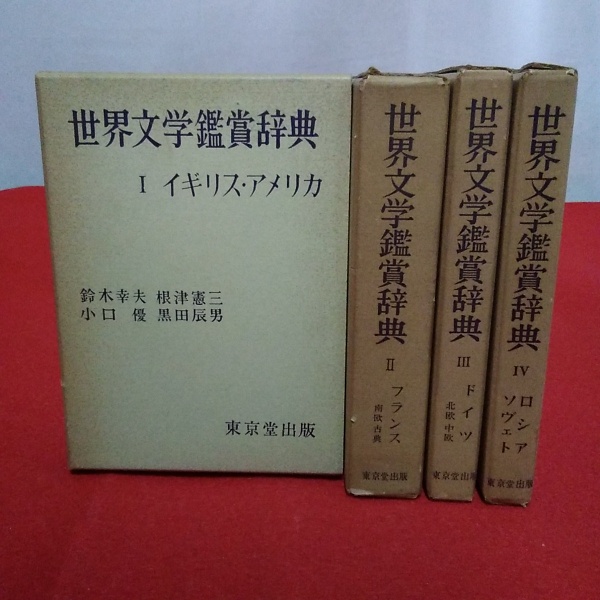 世界文学鑑賞辞典
I イギリス・アメリカ
鈴木幸夫 根津憲三
小口 優 黒田辰男
東京堂出版
世界文学鑑賞辞典
II フランス
南欧 古典
東京堂出版
世界文学鑑賞辞典
III ドイツ
北欧 中欧
東京堂出版
世界文学鑑賞辞典
IV ロシア
ソヴェト
東京堂出版